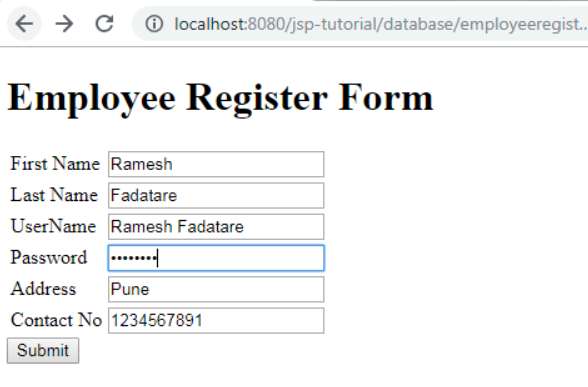 localhost:8080/jsp-tutorial/database/employeeregist...
Employee Register Form
First Name Ramesh
Last Name Fadatare
UserName Ramesh Fadatare
Password ••••••••
Address Pune
Contact No 1234567891
Submit